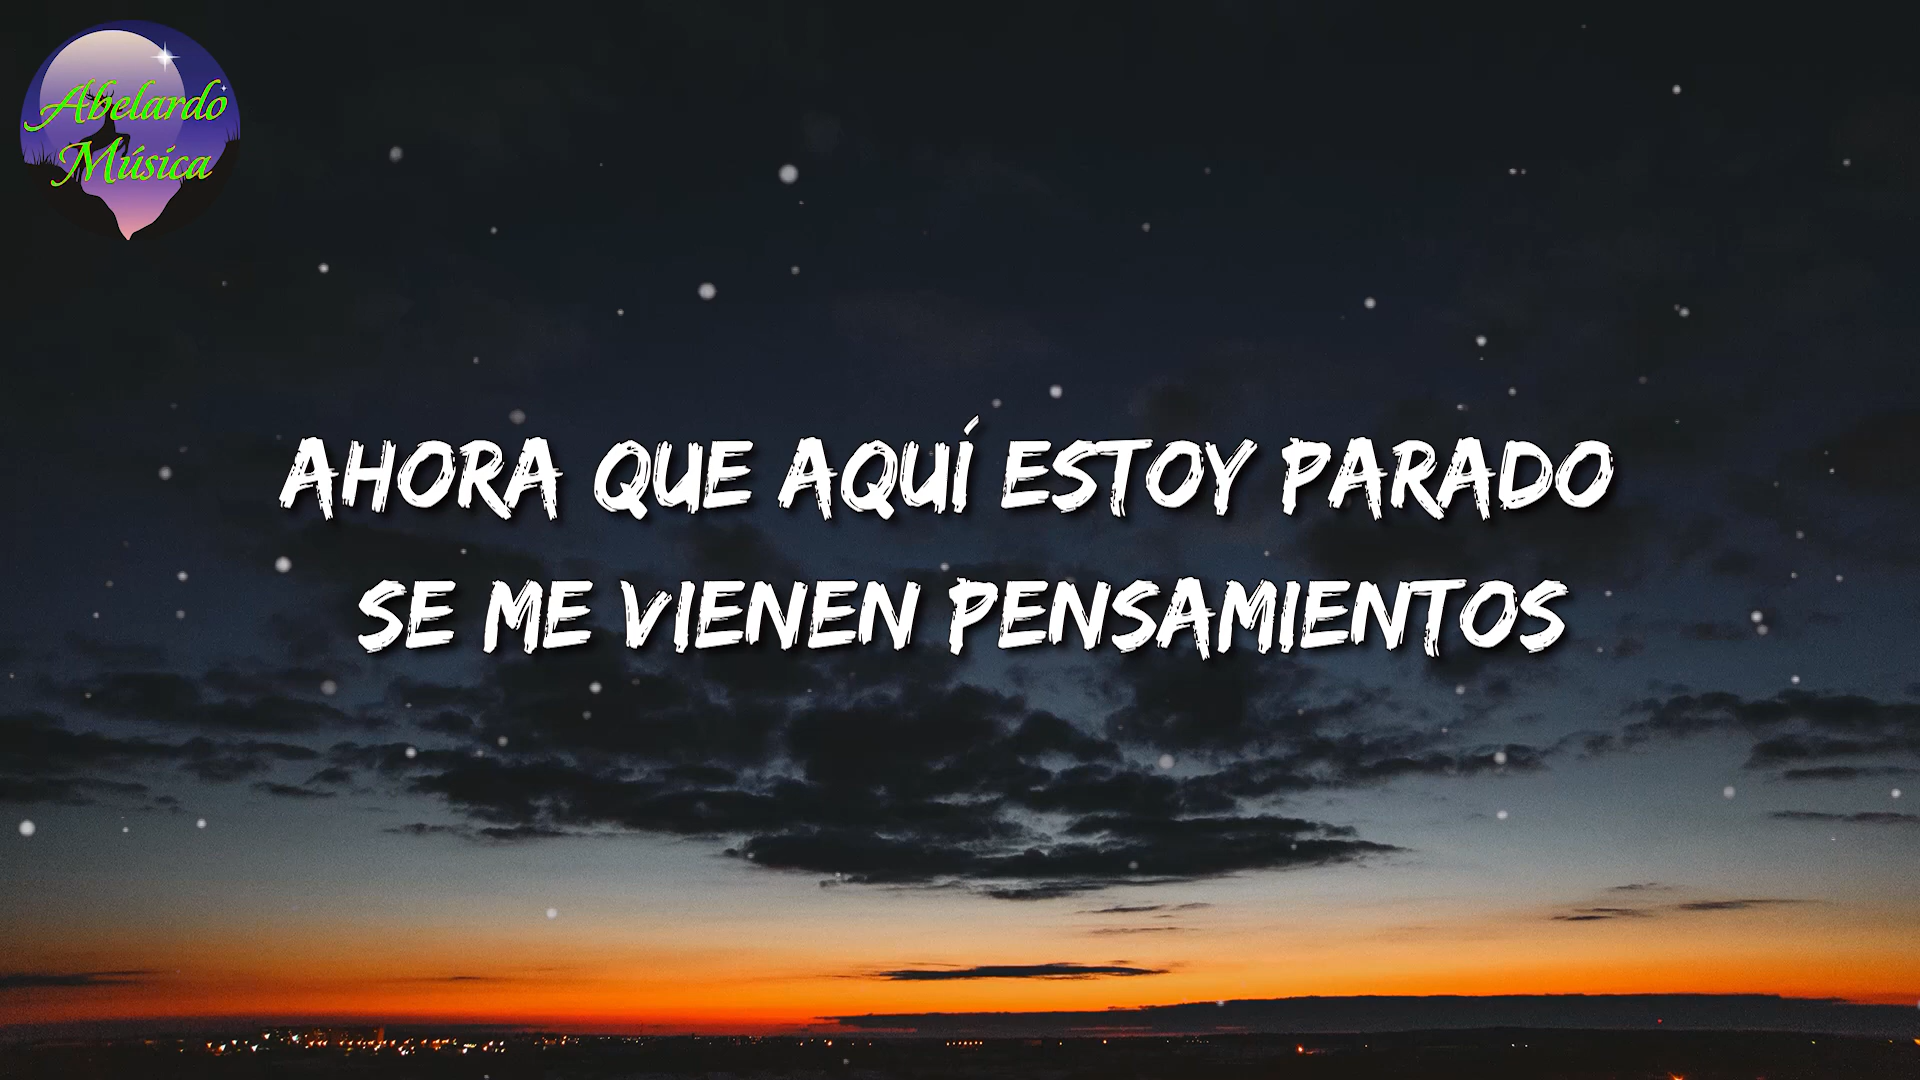 Abelardo
Música
AHORA QUE AQUÍ ESTOY PARADO
SE ME VIENEN PENSAMIENTOS